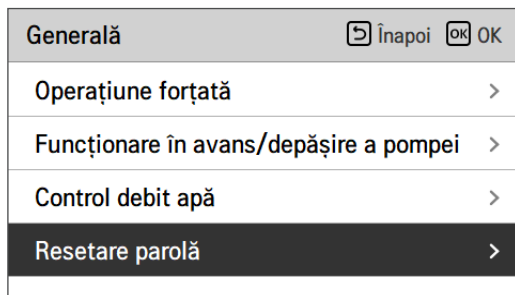 Generală Înapoi OK OK
Operațiune forțată
Funcționare în avans/depășire a pompei
Control debit apă
Resetare parolă